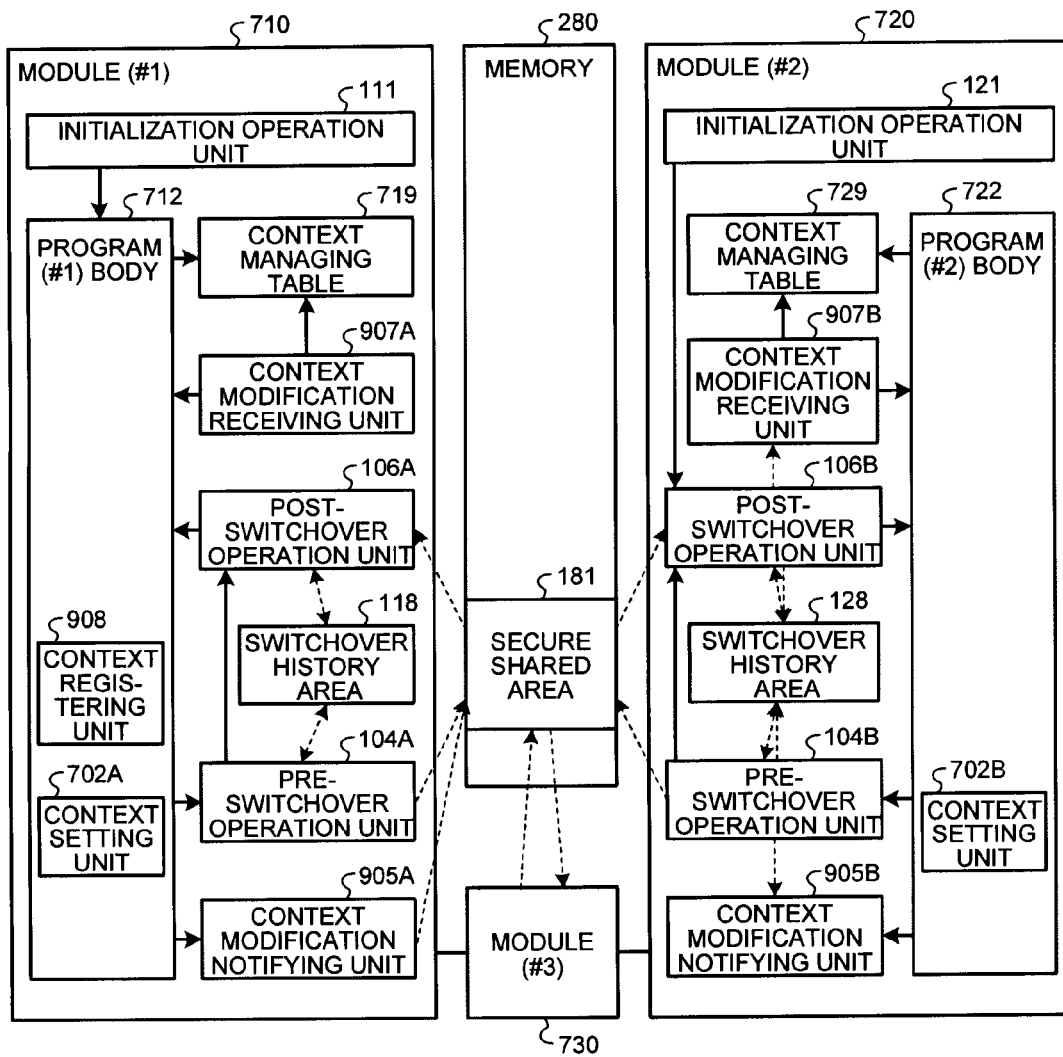 710
280
720
MODULE (#1)
MEMORY
MODULE (#2)
111
121
INITIALIZATION OPERATION
UNIT
INITIALIZATION OPERATION
UNIT
712
719
729
722
PROGRAM
(#1) BODY
CONTEXT
MANAGING
TABLE
CONTEXT
MANAGING
TABLE
PROGRAM
(#2) BODY
907A
907B
CONTEXT
MODIFICATION
RECEIVING UNIT
CONTEXT
MODIFICATION
RECEIVING
UNIT
106A
106B
POST-
SWITCHOVER
OPERATION UNIT
POST-
SWITCHOVER
OPERATION UNIT
181
908
118
128
CONTEXT
REGIS-
TERING
UNIT
SWITCHOVER
HISTORY
AREA
SECURE
SHARED
AREA
SWITCHOVER
HISTORY
AREA
702A
104A
104B
702B
CONTEXT
SETTING
UNIT
PRE-
SWITCHOVER
OPERATION UNIT
PRE-
SWITCHOVER
OPERATION UNIT
CONTEXT
SETTING
UNIT
905A
905B
CONTEXT
MODIFICATION
NOTIFYING UNIT
MODULE
(#3)
CONTEXT
MODIFICATION
NOTIFYING UNIT
730